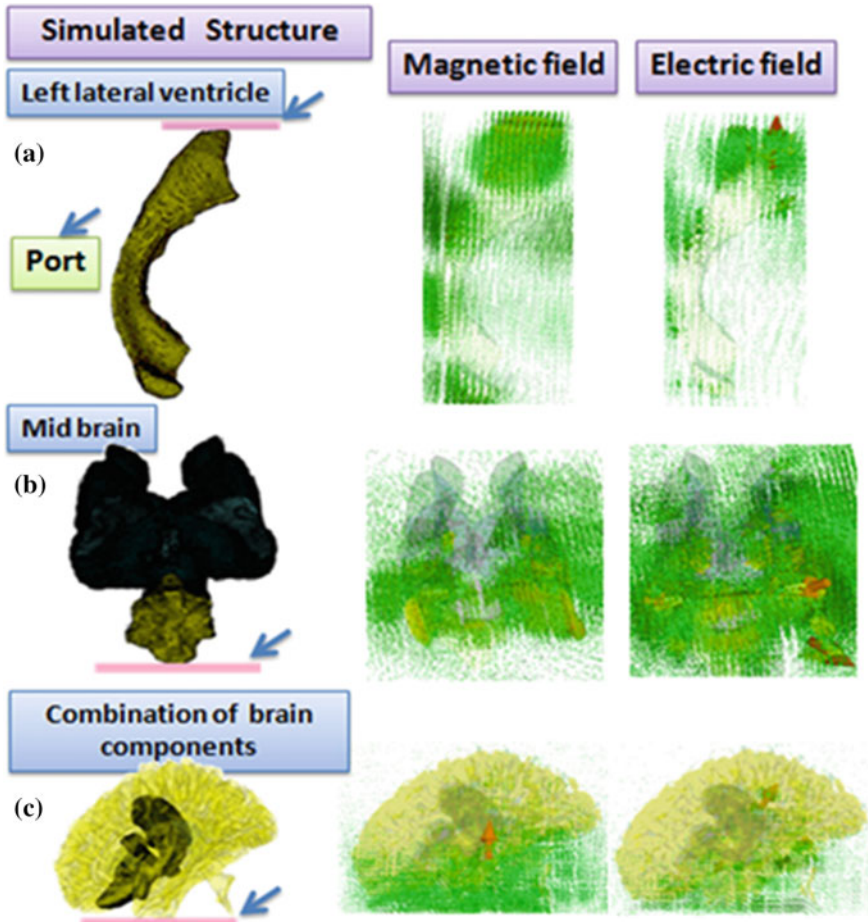 Simulated Structure
Magnetic field
Electric field
Left lateral ventricle
(a)
Port
Mid brain
(b)
Combination of brain
components
(c)